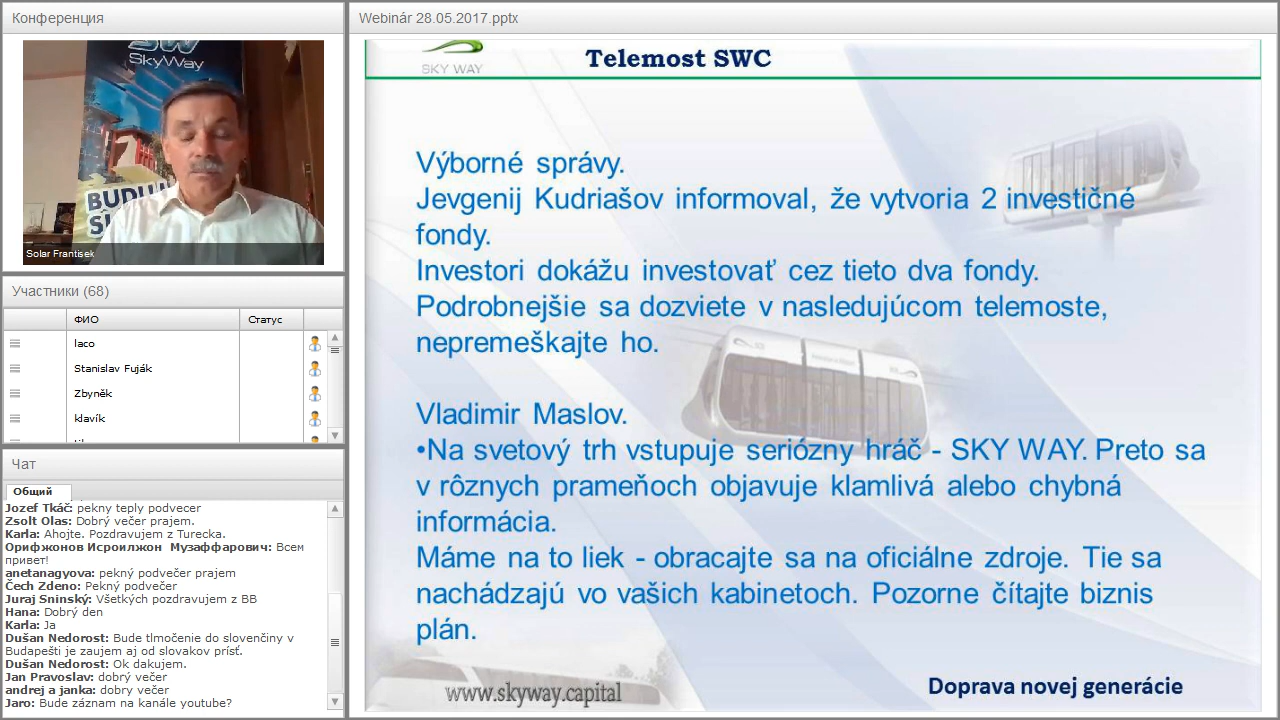 Конференция
SW
SkyWay
BUDU
Solar Frantisek
Участники (68)
ФИО
Статус
laco
Stanislav Fuják
Zbyněk
klavík
Чат
Общий
Jozef Tkáč: pekny teply podvecer
Zsolt Olas: Dobrý večer prajem.
Karla: Ahojte. Pozdravujem z Turecka.
Орифжонов Исроилжон Музаффарович: Всем
привет!
anetanagyova: pekný podvečer prajem
Čech Zdeno: Pekný podvečer
Juraj Sninský: Všetkých pozdravujem z BB
Hana: Dobrý den
Karla: Ja
Dušan Nedorost: Bude tlmočenie do slovenčiny v
Budapešti je zaujem aj od slovakov prísť.
Dušan Nedorost: Ok dakujem.
Jan Pravoslav: dobrý večer
andrej a janka: dobry večer
Jaro: Bude záznam na kanále youtube?
Webinár 28.05.2017.pptx
SKY WAY
Telemost SWC
Výborné správy.
Jevgenij Kudriašov informoval, že vytvoria 2 investičné
fondy.
Investori dokážu investovať cez tieto dva fondy.
Podrobnejšie sa dozviete v nasledujúcom telemoste,
nepremeškajte ho.
Vladimir Maslov.
•Na svetový trh vstupuje seriózny hráč - SKY WAY. Preto sa
v rôznych prameňoch objavuje klamlivá alebo chybná
informácia.
Máme na to liek - obracajte sa na oficiálne zdroje. Tie sa
nachádzajú vo vašich kabinetoch. Pozorne čítajte biznis
plán.
www.skyway.capital
Doprava novej generácie